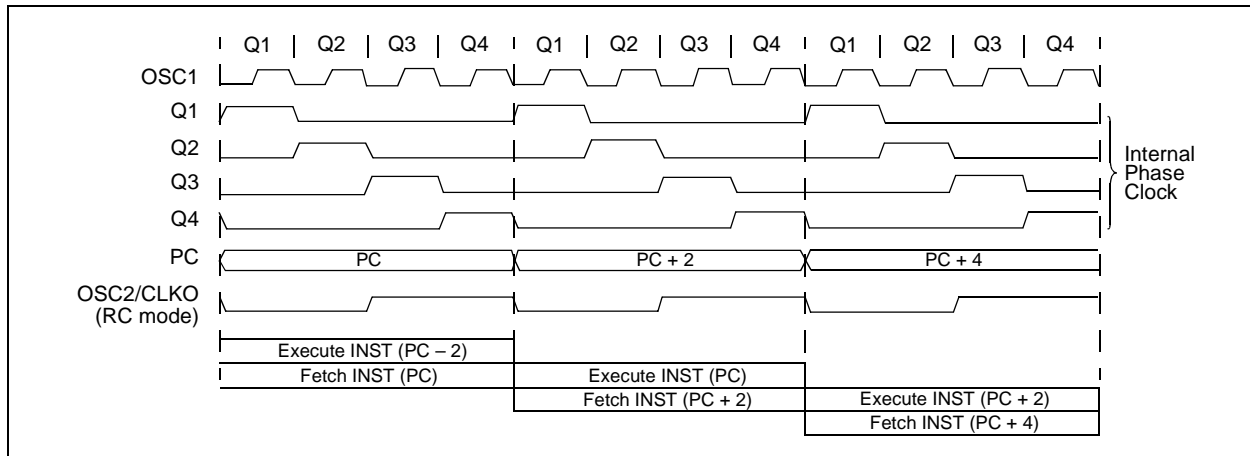 Q1 Q2 Q3 Q4 Q1 Q2 Q3 Q4 Q1 Q2 Q3 Q4
OSC1
Q1
Q2
Q3
Q4
Internal
Phase
Clock
PC PC PC + 2 PC + 4
OSC2/CLKO
(RC mode)
Execute INST (PC – 2)
Fetch INST (PC) Execute INST (PC)
Fetch INST (PC + 2) Execute INST (PC + 2)
Fetch INST (PC + 4)